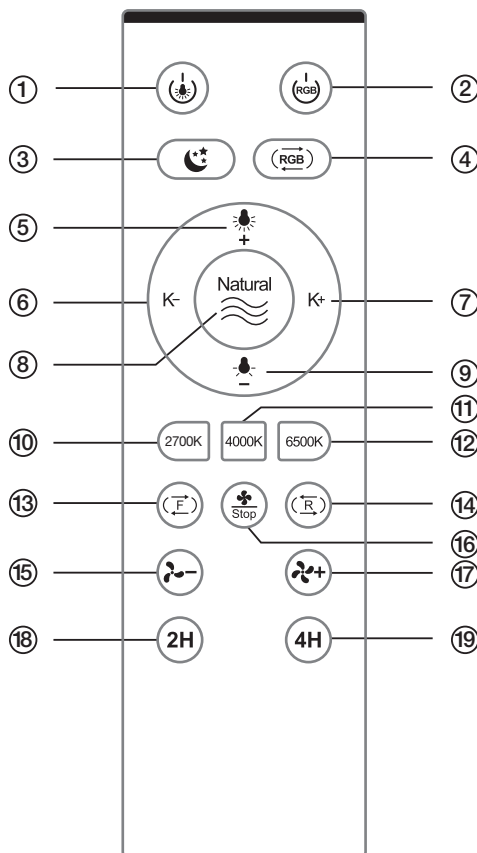 ① RGB ②
③ RGB ④
⑤ +
⑥ K- Natural K+ ⑦
⑧
- ⑨
⑪
⑩ 2700K 4000K 6500K ⑫
⑬ F Stop R ⑭
⑯
⑮ - + ⑰
⑱ 2H 4H ⑲